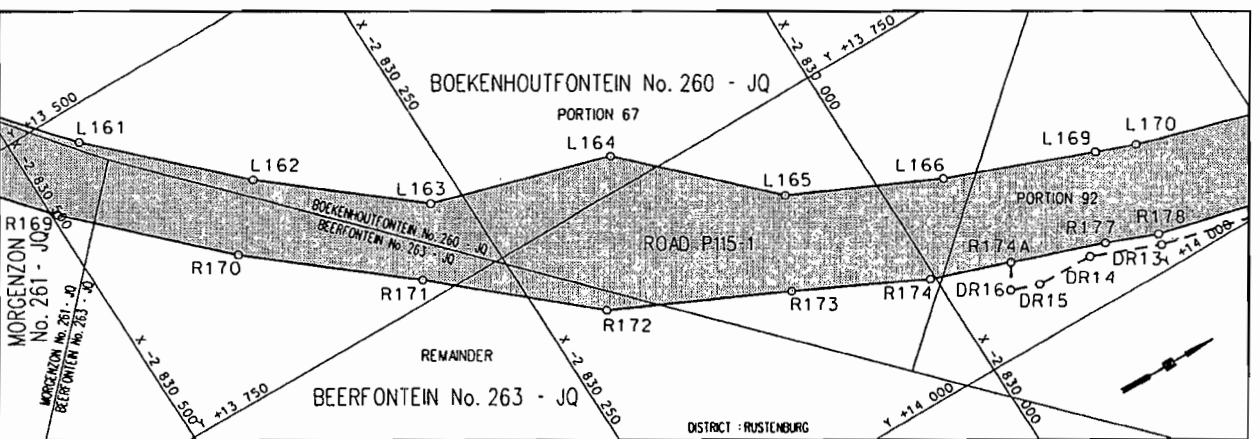 X -2 830 250
X -2 830 000
Y +13 750
BOEKENHOUTFONTEIN No. 260 - JQ
PORTION 67
Y +13 500
X -2 830 500
L161
L162
L163
L164
L165
L166
L169
L170
PORTION 92
BOEKENHOUTFONTEIN No. 260 - JQ
BEERFONTEIN No. 263 - JQ
ROAD P115-1
R169
R170
R171
R172
R173
R174
R174A
R177
R178
DR13
DR14
DR15
DR16
Y +14 008
MORGENZON
No. 261 - JQ
MORGENZON No. 261 - JQ
BEERFONTEIN No. 263 - JQ
X -2 830 500
Y +13 750
REMAINDER
BEERFONTEIN No. 263 - JQ
X -2 830 250
DISTRICT : RUSTENBURG
Y +14 000
X -2 830 000